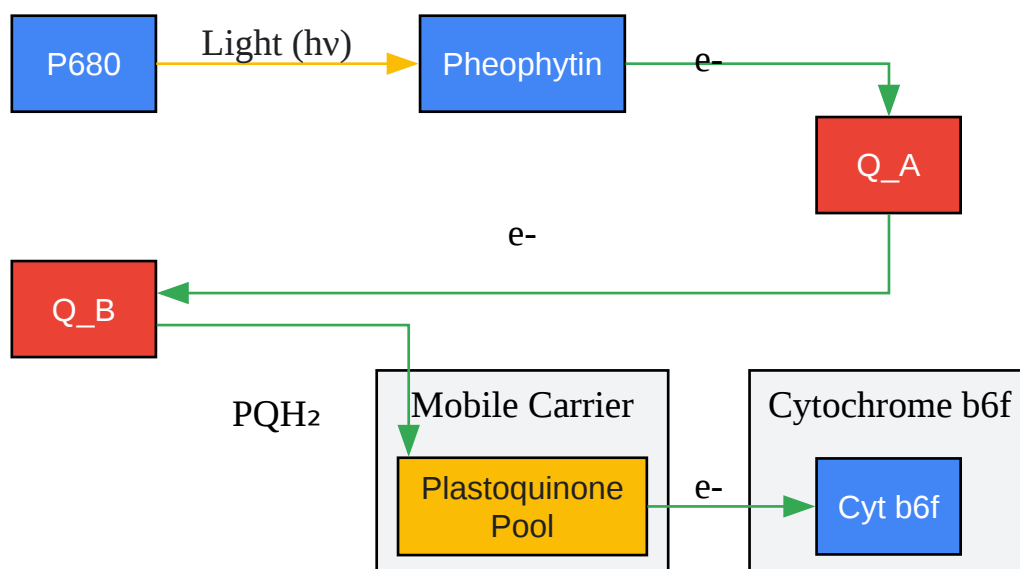 P680
Light (hν)
Pheophytin
e-
Q_A
e-
Q_B
PQH₂
Mobile Carrier
Plastoquinone
Pool
e-
Cytochrome b6f
Cyt b6f